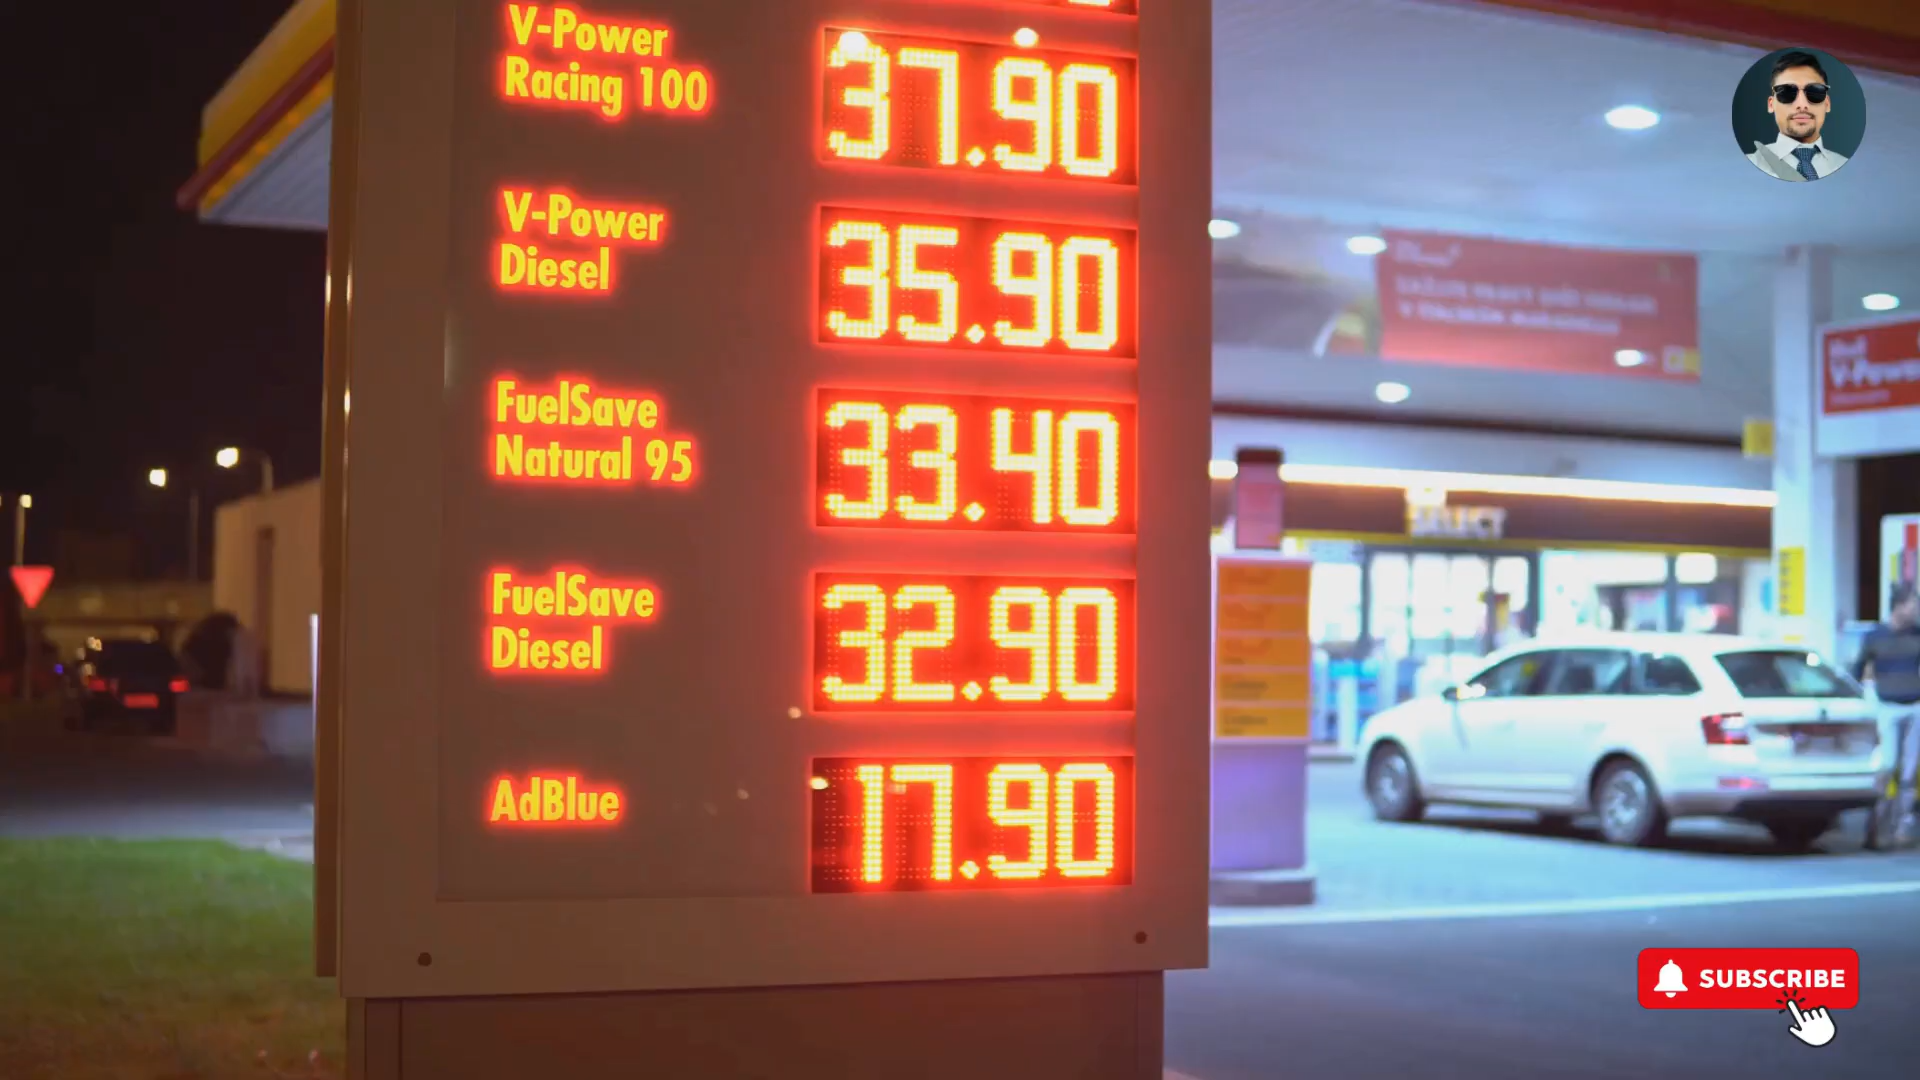 V-Power
Racing 100
37.90
V-Power
Diesel
35.90
FuelSave
Natural 95
33.40
FuelSave
Diesel
32.90
AdBlue
17.90
V-Power
SUBSCRIBE